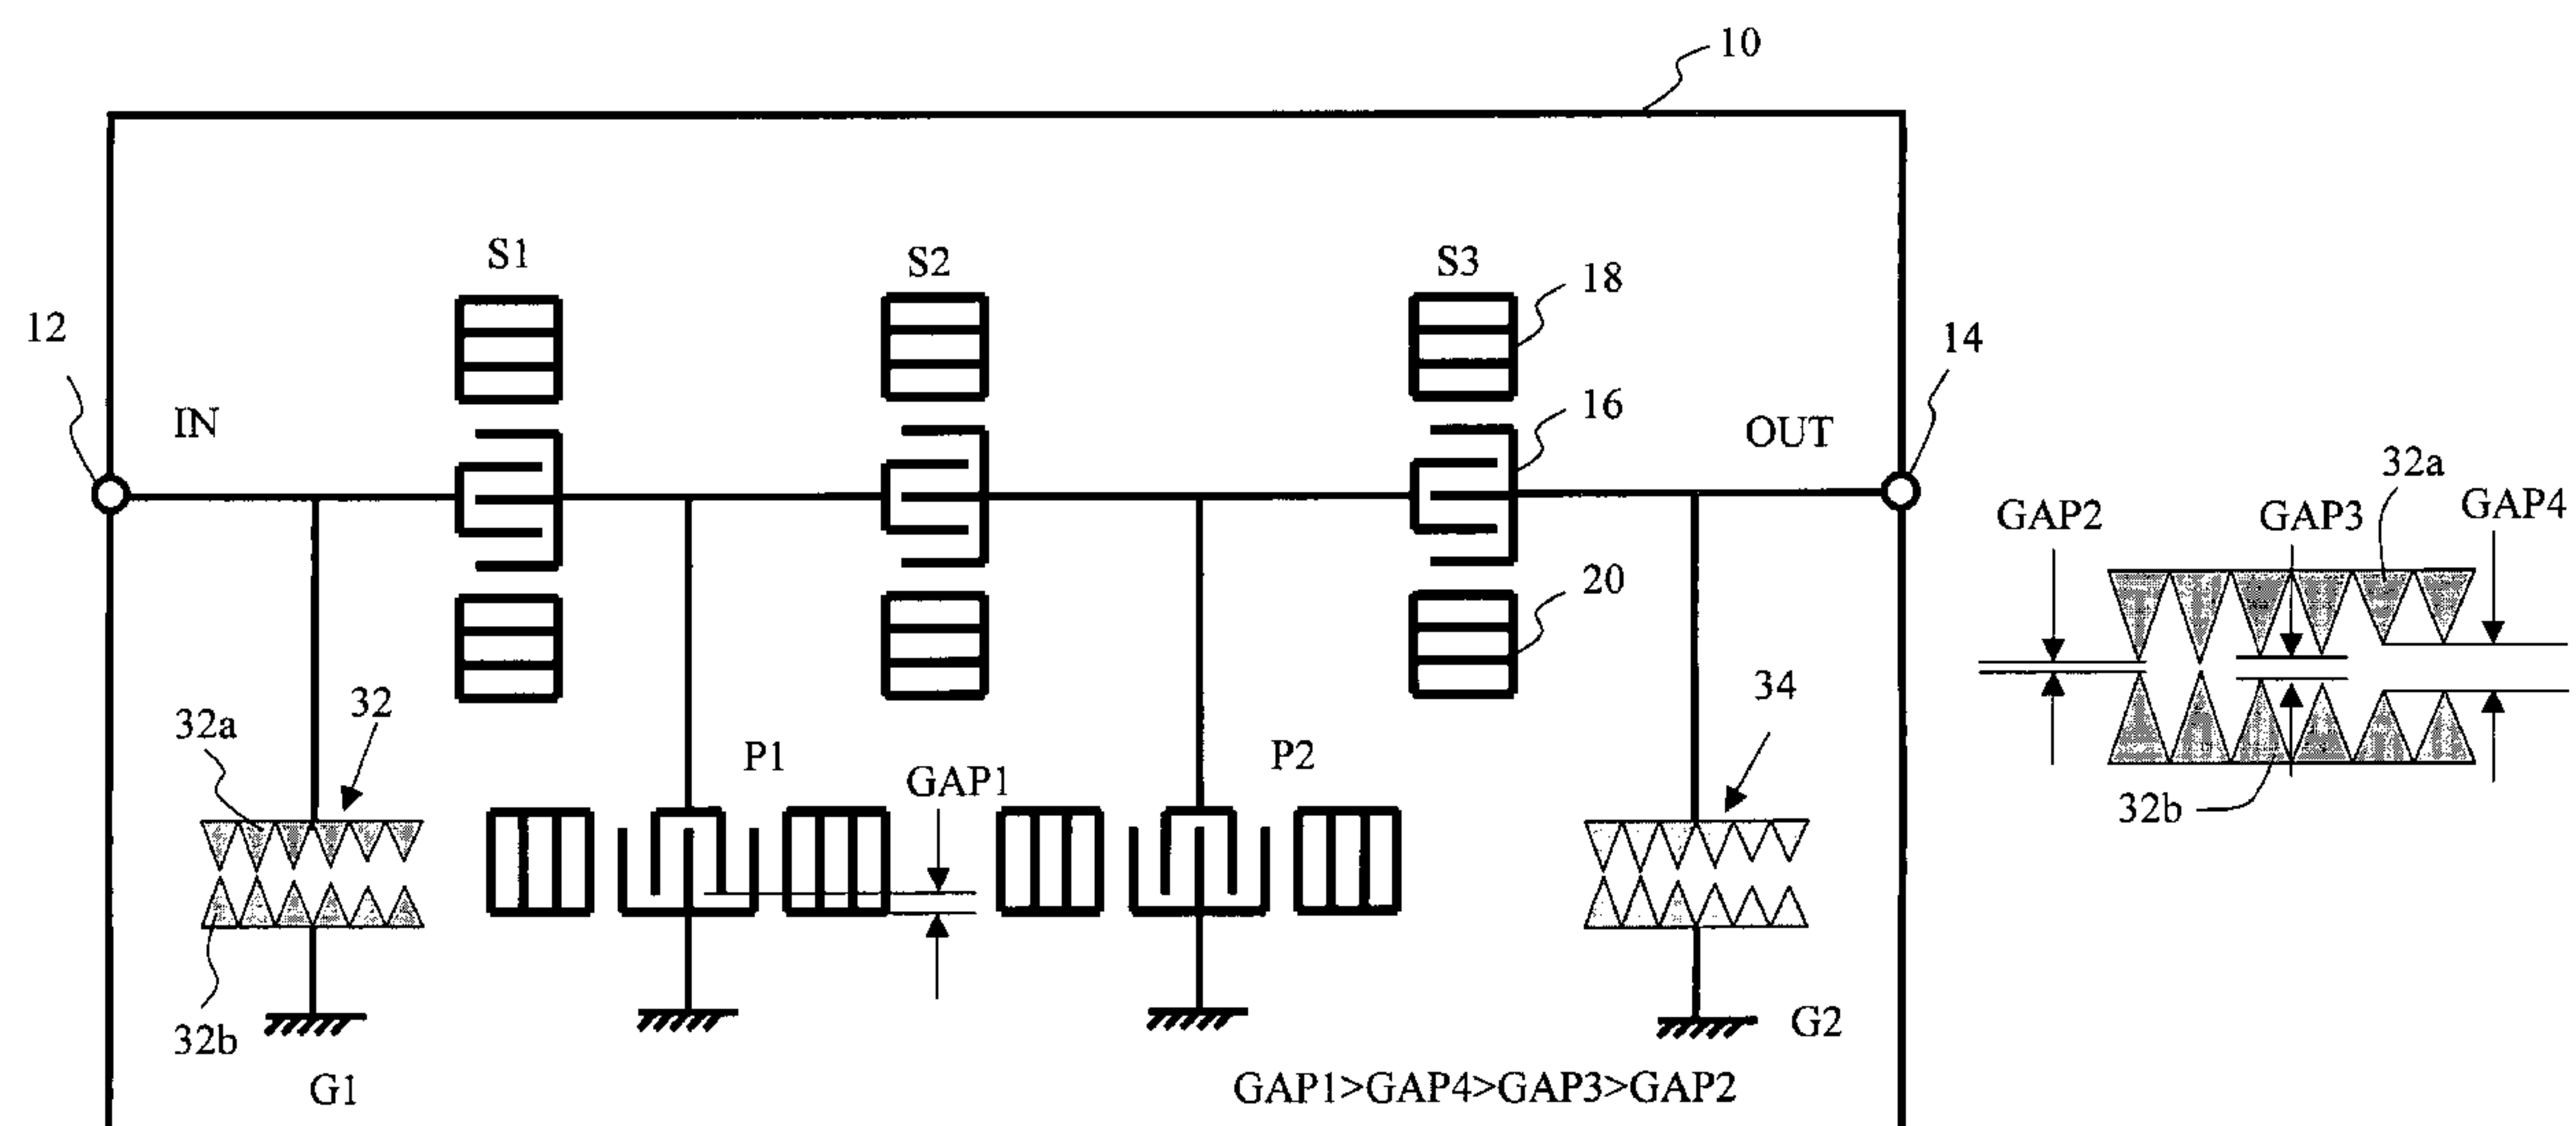 10
S1
S2
S3
18
12
14
IN
16
OUT
32a
GAP2
GAP3
GAP4
20
32a
32
34
P1
GAP1
P2
32b
32b
G1
G2
GAP1>GAP4>GAP3>GAP2